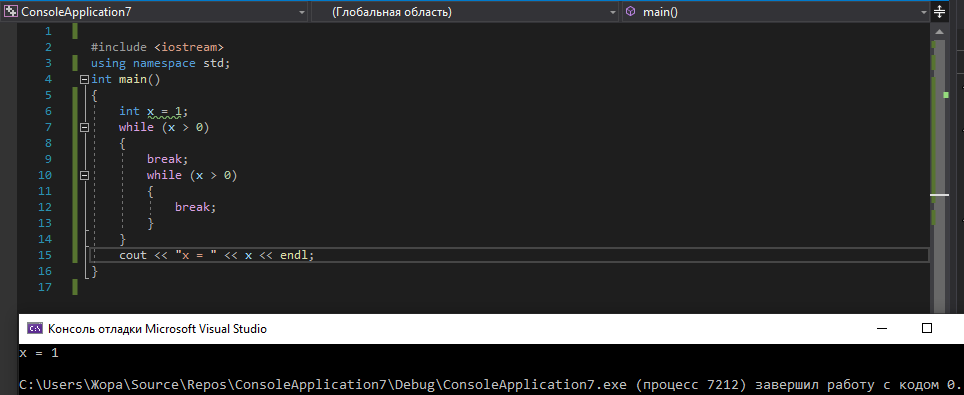 ConsoleApplication7 (Глобальная область) main()
1
2 #include <iostream>
3 using namespace std;
4 int main()
5 {
6 int x = 1;
7 while (x > 0)
8 {
9 break;
10 while (x > 0)
11 {
12 break;
13 }
14 }
15 cout << "x = " << x << endl;
16 }
17
Консоль отладки Microsoft Visual Studio
x = 1
C:\Users\Жора\Source\Repos\ConsoleApplication7\Debug\ConsoleApplication7.exe (процесс 7212) завершил работу с кодом 0.